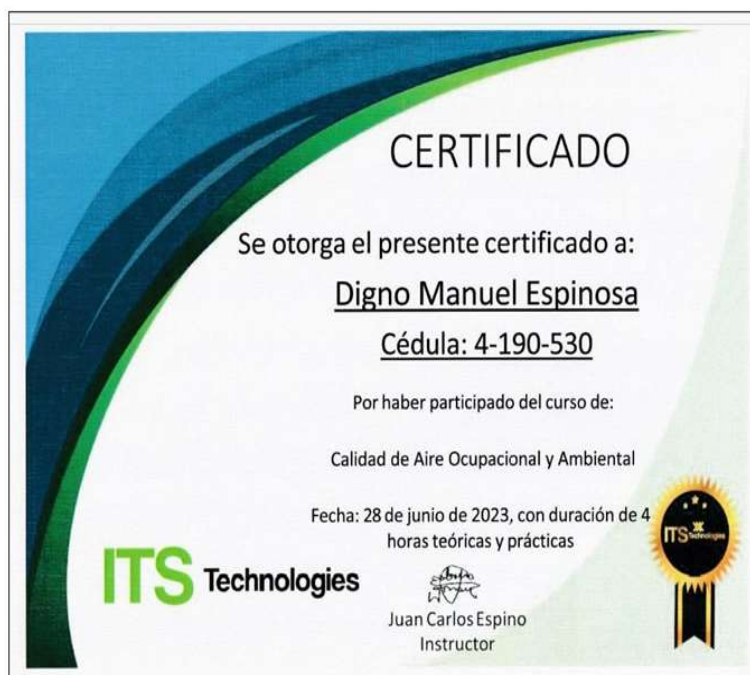 CERTIFICADO
Se otorga el presente certificado a:
Digno Manuel Espinosa
Cédula: 4-190-530
Por haber participado del curso de:
Calidad de Aire Ocupacional y Ambiental
Fecha: 28 de junio de 2023, con duración de 4
horas teóricas y prácticas
ITS Technologies
ITS Technologies
Juan Carlos Espino
Instructor